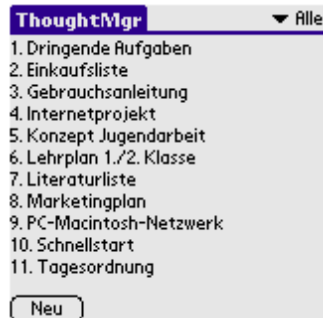 ThoughtMgr Alle
1. Dringende Aufgaben
2. Einkaufsliste
3. Gebrauchsanleitung
4. Internetprojekt
5. Konzept Jugendarbeit
6. Lehrplan 1./2. Klasse
7. Literaturliste
8. Marketingplan
9. PC-Macintosh-Netzwerk
10. Schnellstart
11. Tagesordnung
Neu